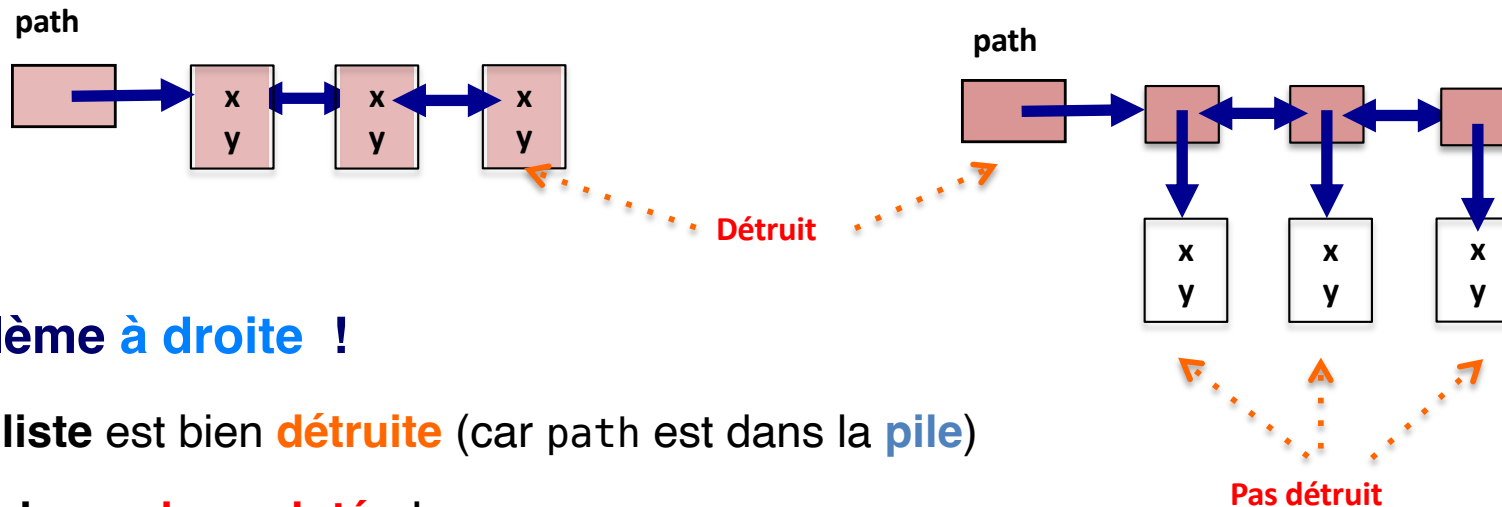 path
path
x x x
y y y
Détruit
x x x
y y y
lème à droite !
liste est bien détruite (car path est dans la pile)
Pas détruit